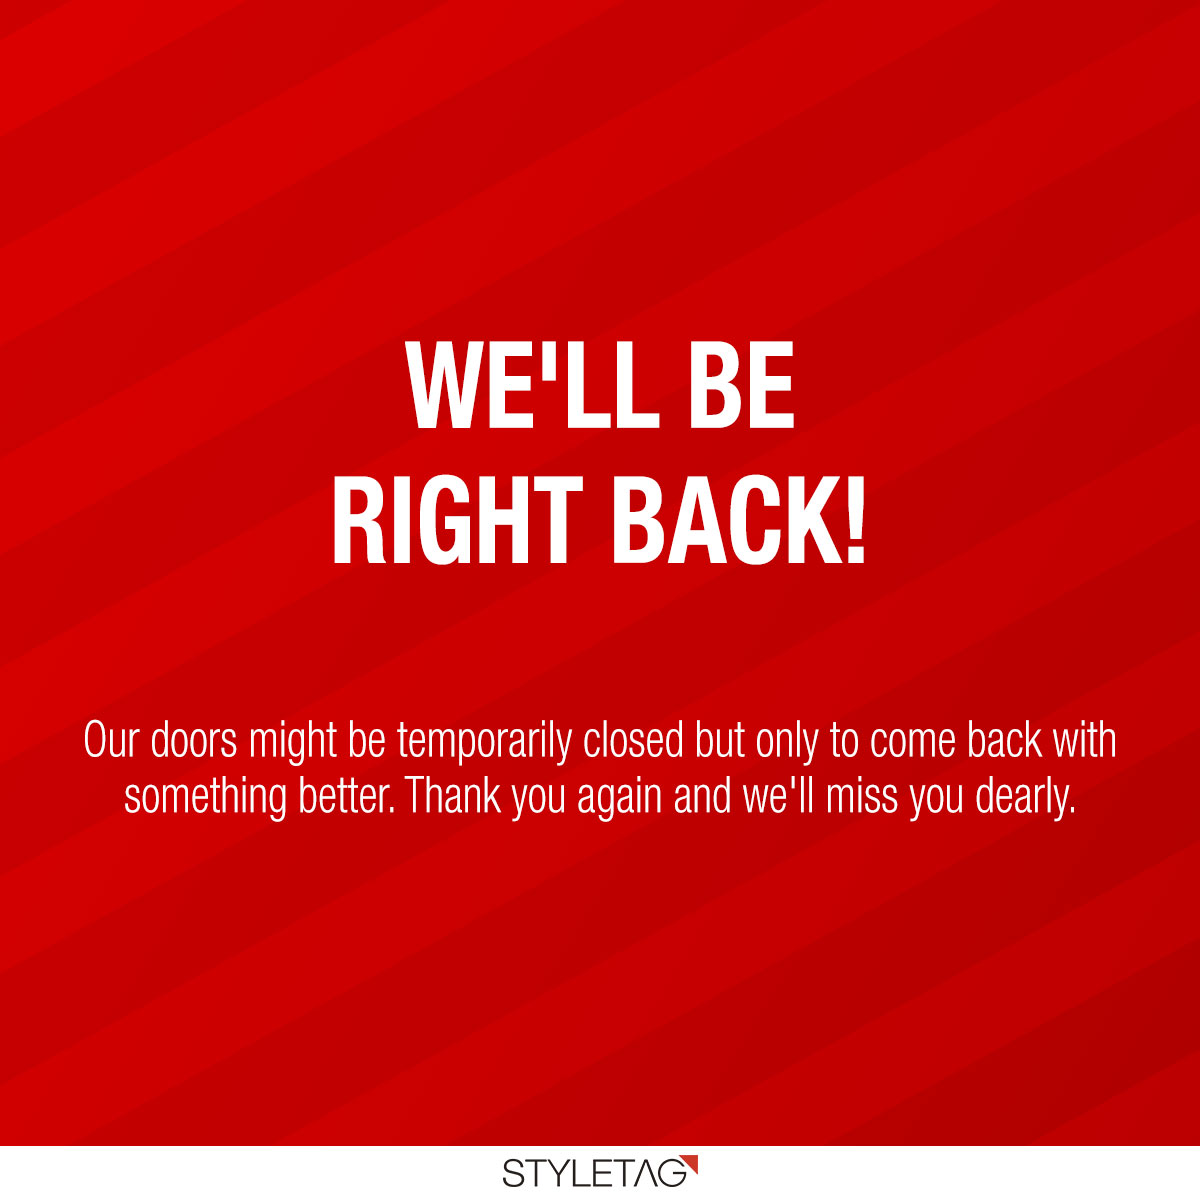 WE'LL BE
RIGHT BACK!
Our doors might be temporarily closed but only to come back with
something better. Thank you again and we'll miss you dearly.
STYLETAG